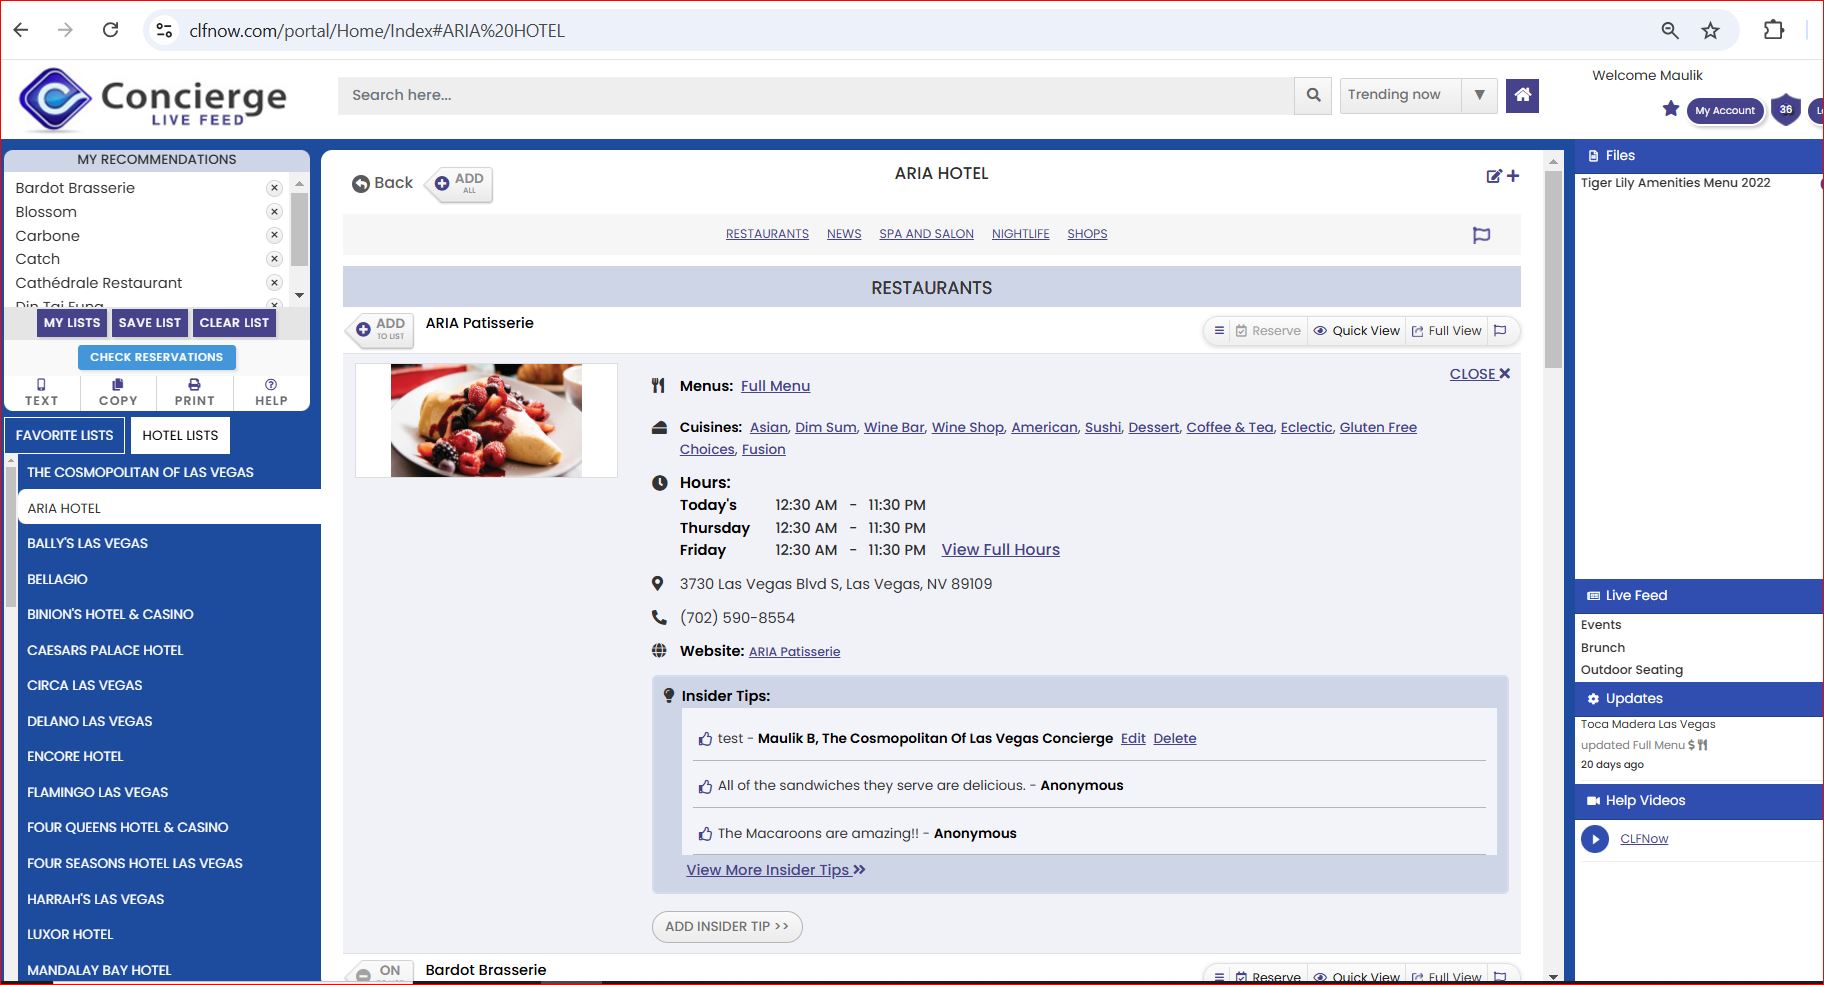 clfnow.com/portal/Home/Index#ARIA%20HOTEL
Concierge
LIVE FEED
Search here...
Trending now
Welcome Maulik
My Account
36
MY RECOMMENDATIONS
Bardot Brasserie
Blossom
Carbone
Catch
Cathédrale Restaurant
Din Tai Fung
MY LISTS SAVE LIST CLEAR LIST
CHECK RESERVATIONS
TEXT COPY PRINT HELP
FAVORITE LISTS HOTEL LISTS
THE COSMOPOLITAN OF LAS VEGAS
ARIA HOTEL
BALLY'S LAS VEGAS
BELLAGIO
BINION'S HOTEL & CASINO
CAESARS PALACE HOTEL
CIRCA LAS VEGAS
DELANO LAS VEGAS
ENCORE HOTEL
FLAMINGO LAS VEGAS
FOUR QUEENS HOTEL & CASINO
FOUR SEASONS HOTEL LAS VEGAS
HARRAH'S LAS VEGAS
LUXOR HOTEL
MANDALAY BAY HOTEL
Back
ADD
ALL
ARIA HOTEL
RESTAURANTS NEWS SPA AND SALON NIGHTLIFE SHOPS
RESTAURANTS
ADD
TO LIST
ARIA Patisserie
Reserve Quick View Full View
CLOSE
Menus: Full Menu
Cuisines: Asian, Dim Sum, Wine Bar, Wine Shop, American, Sushi, Dessert, Coffee & Tea, Eclectic, Gluten Free
Choices, Fusion
Hours:
Today's 12:30 AM - 11:30 PM
Thursday 12:30 AM - 11:30 PM
Friday 12:30 AM - 11:30 PM View Full Hours
3730 Las Vegas Blvd S, Las Vegas, NV 89109
(702) 590-8554
Website: ARIA Patisserie
Insider Tips:
test - Maulik B, The Cosmopolitan Of Las Vegas Concierge Edit Delete
All of the sandwiches they serve are delicious. - Anonymous
The Macaroons are amazing!! - Anonymous
View More Insider Tips >>
ADD INSIDER TIP >>
ON
Bardot Brasserie
Reserve Quick View Full View
Files
Tiger Lily Amenities Menu 2022
Live Feed
Events
Brunch
Outdoor Seating
Updates
Toca Madera Las Vegas
updated Full Menu $
20 days ago
Help Videos
CLFNow